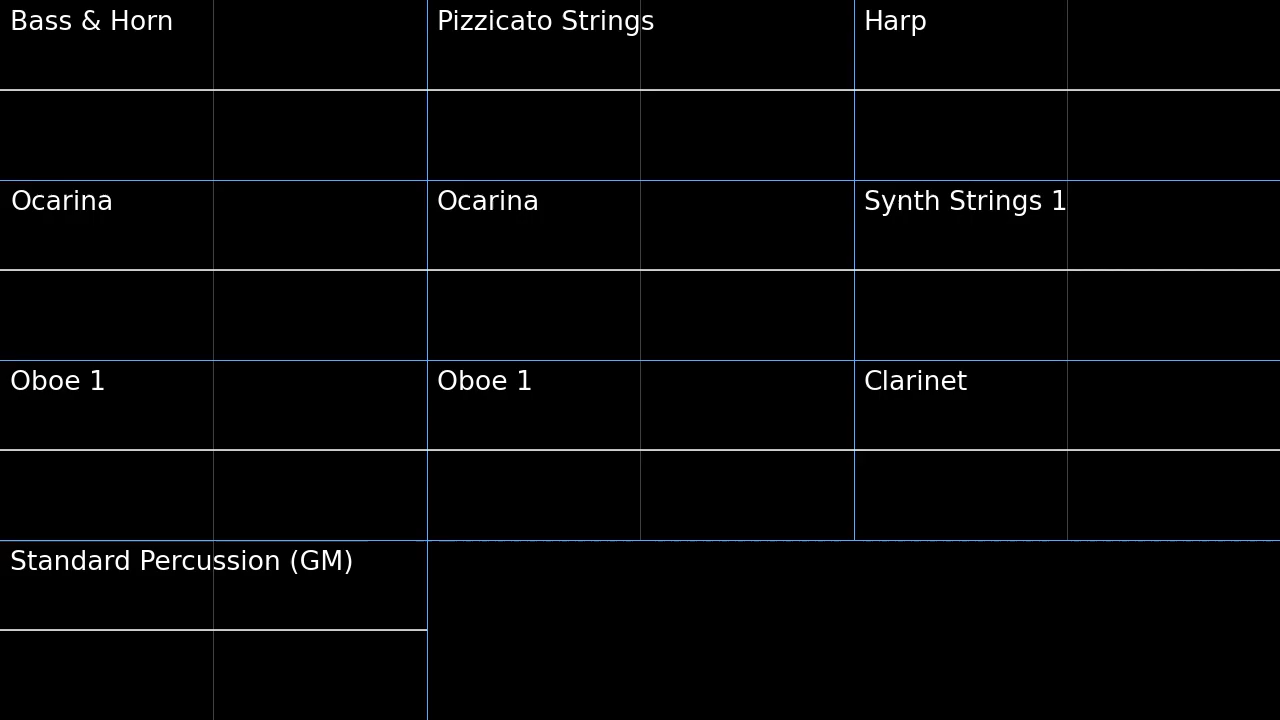 Bass & Horn
Pizzicato Strings
Harp
Ocarina
Ocarina
Synth Strings 1
Oboe 1
Oboe 1
Clarinet
Standard Percussion (GM)